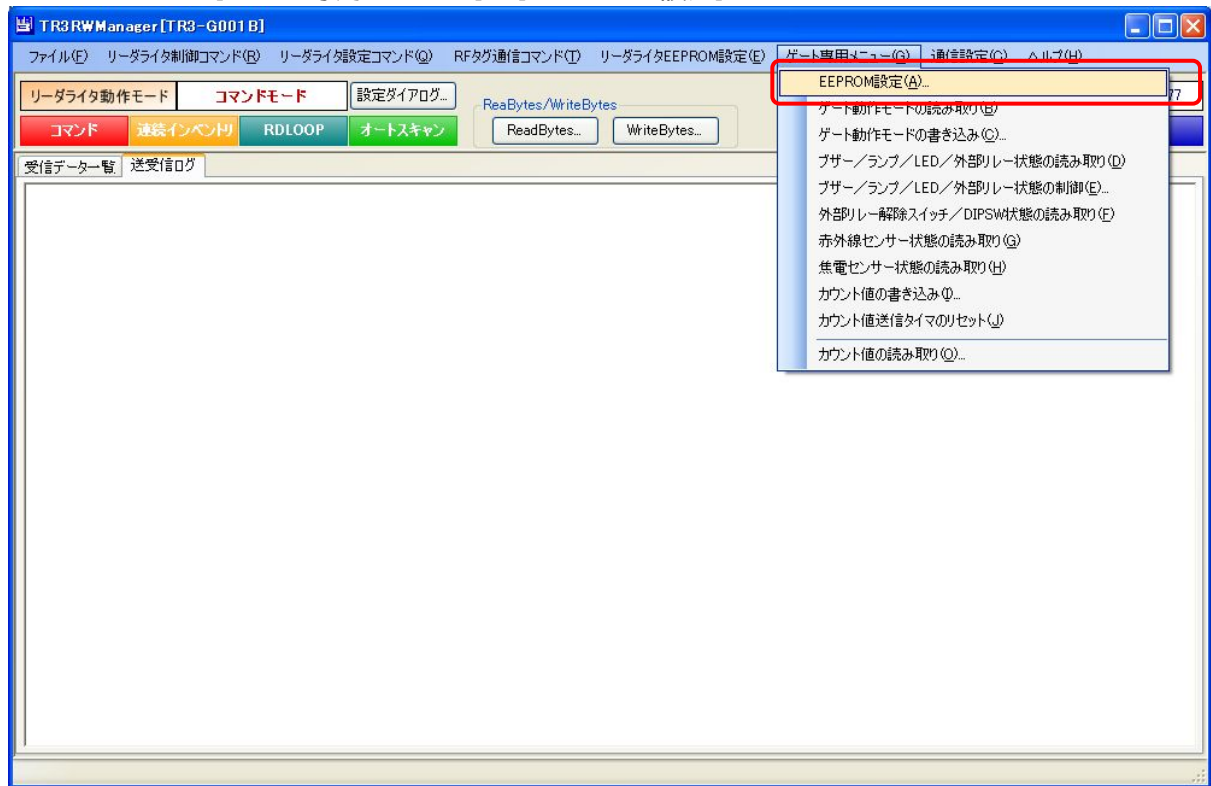 TR3RWManager[TR3-G001B]
ファイル(F) リーダライタ制御コマンド(R) リーダライタ設定コマンド(Q) RFタグ通信コマンド(T) リーダライタEEPROM設定(E) ゲート専用メニュー(G) 通信設定(C) ヘルプ(H)
リーダライタ動作モード コマンドモード 設定ダイアログ...
コマンド 連続インベントリ RDLOOP オートスキャン
ReaBytes/WriteBytes
ReadBytes... WriteBytes...
77
受信データ一覧 送受信ログ
EEPROM設定(A)...
ゲート動作モードの読み取り(B)
ゲート動作モードの書き込み(C)...
ブザー/ランプ/LED/外部リレー状態の読み取り(D)
ブザー/ランプ/LED/外部リレー状態の制御(E)...
外部リレー解除スイッチ/DIPSW状態の読み取り(F)
赤外線センサー状態の読み取り(G)
焦電センサー状態の読み取り(H)
カウント値の書き込み(I)...
カウント値送信タイマのリセット(J)
カウント値の読み取り(O)...